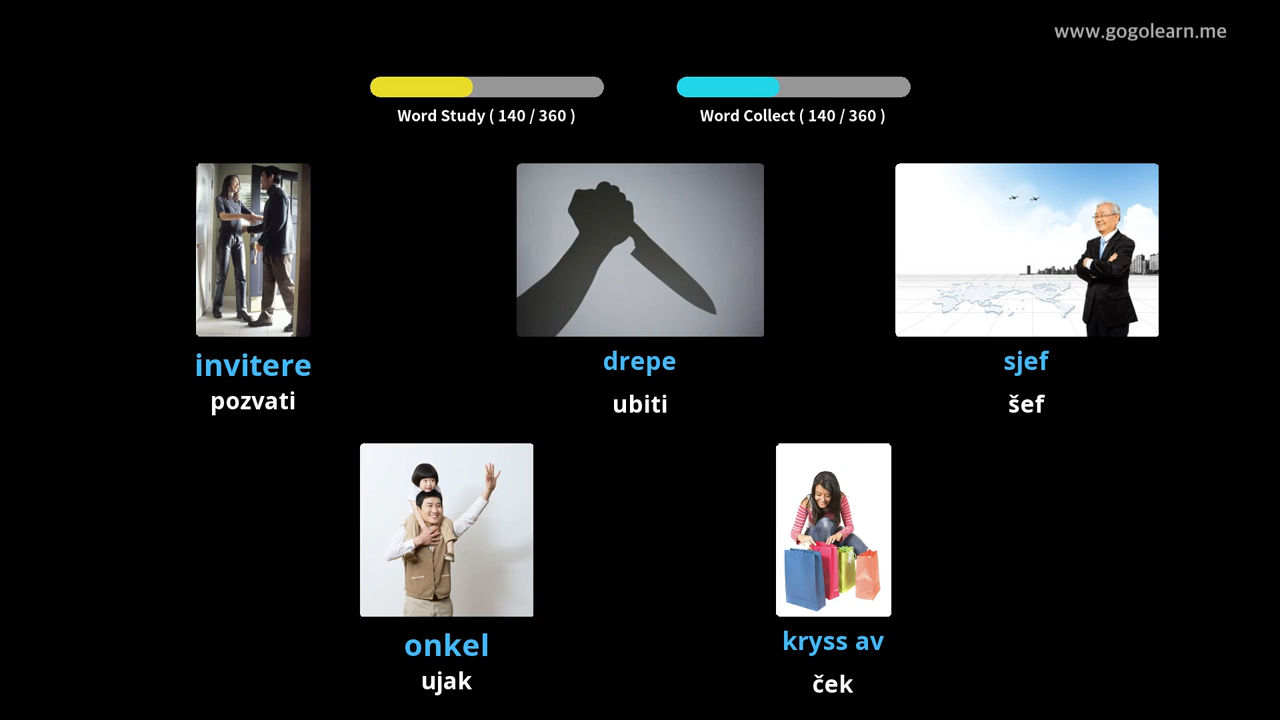 www.gogolearn.me
Word Study ( 140 / 360 )
Word Collect ( 140 / 360 )
invitere
pozvati
drepe
ubiti
sjef
šef
onkel
ujak
kryss av
ček